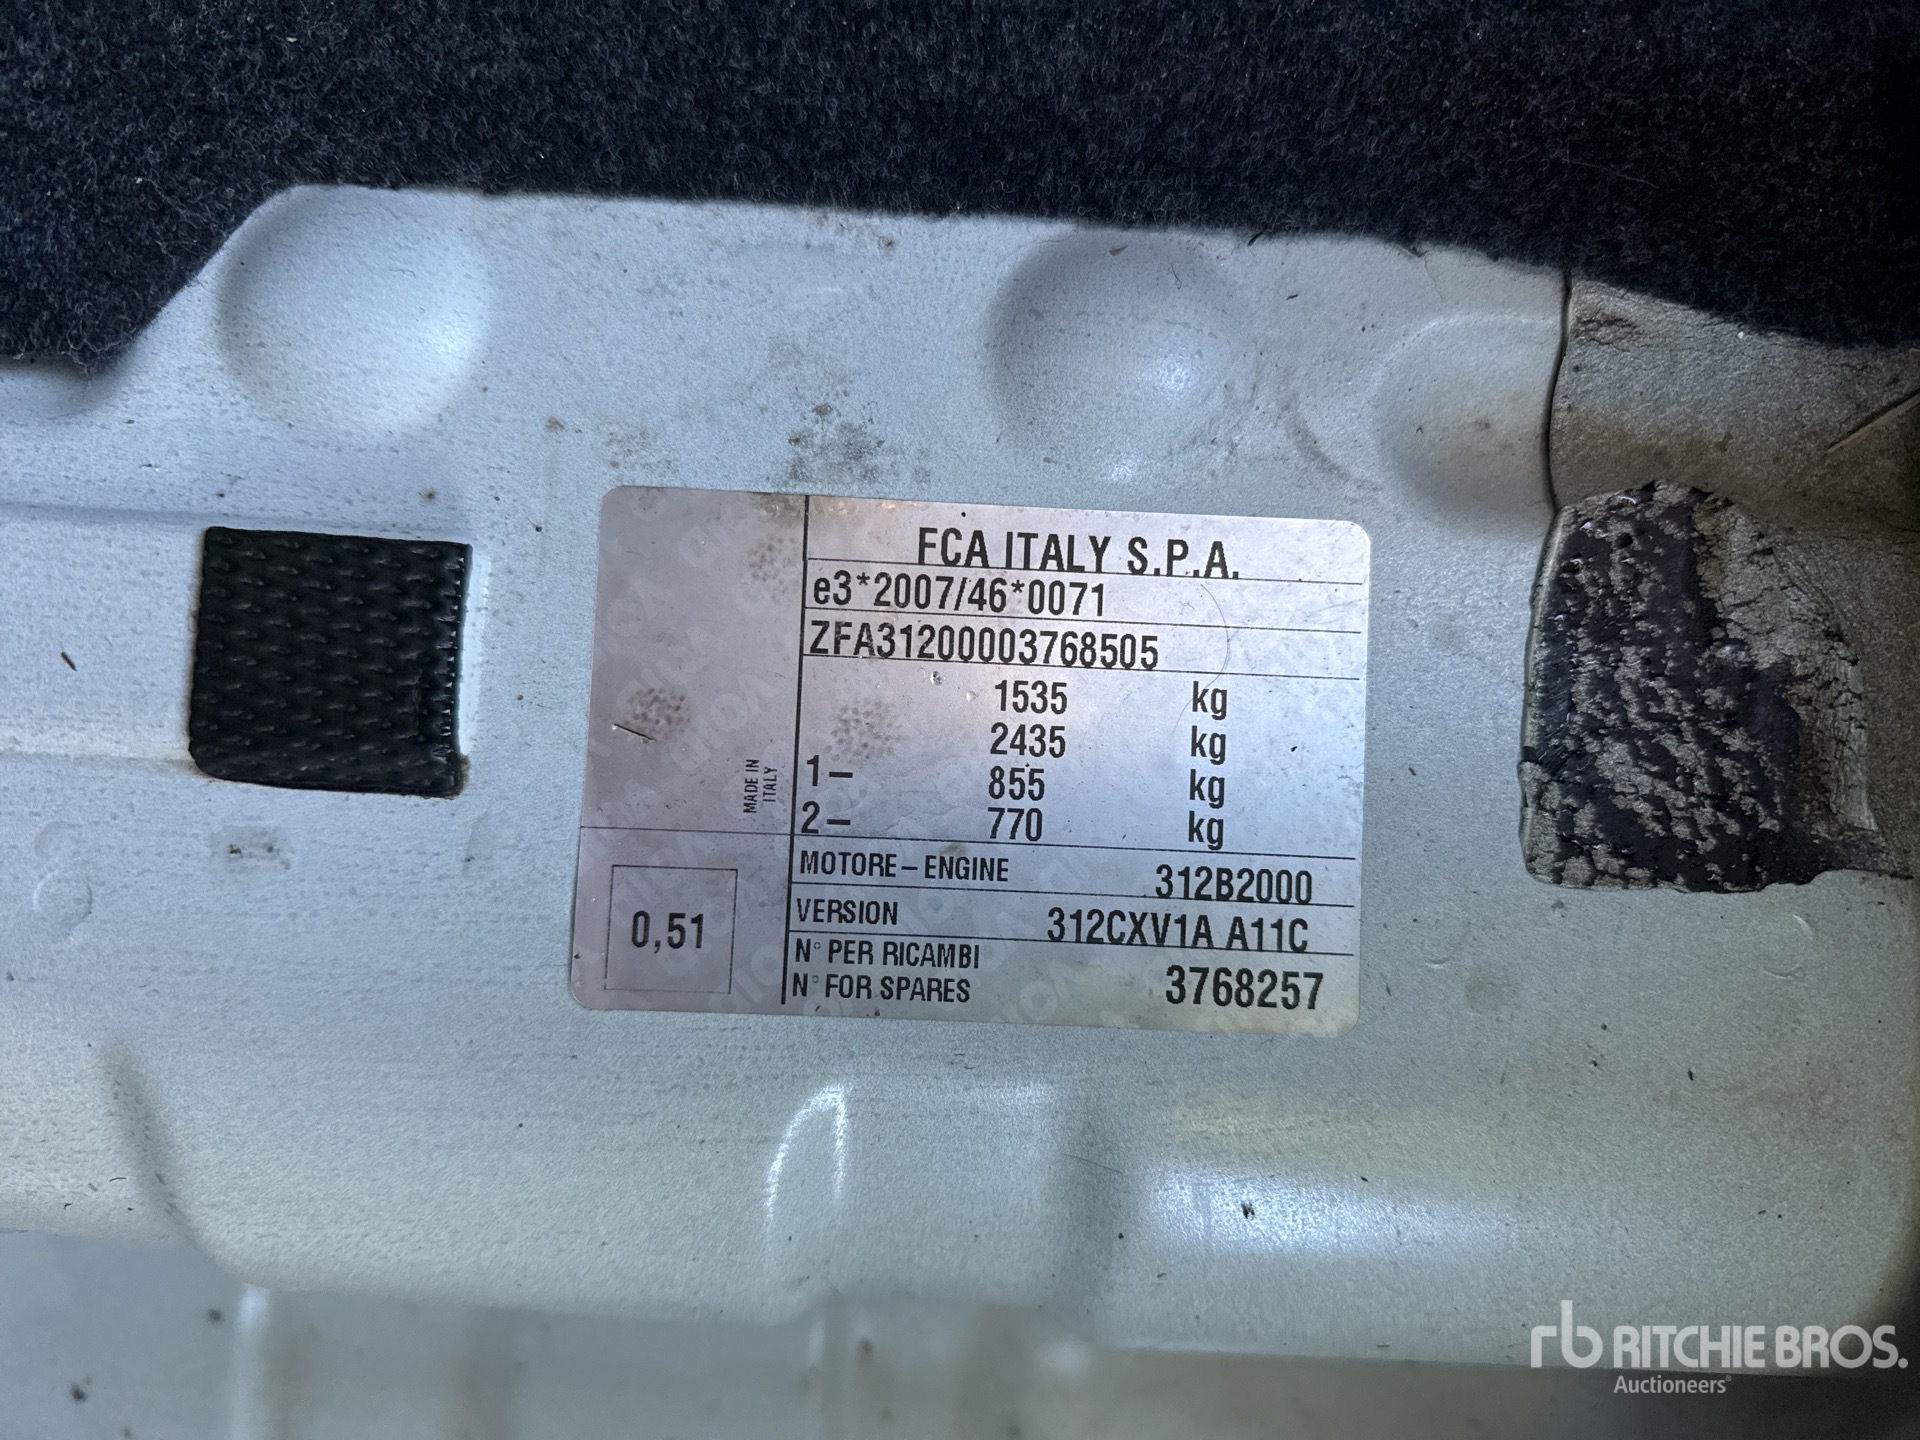 FCA ITALY S.P.A.
e3*2007/46*0071
ZFA31200003768505
1535 kg
2435 kg
1– 855 kg
2– 770 kg
MADE IN
ITALY
MOTORE – ENGINE 312B2000
VERSION 312CXV1A A11C
N° PER RICAMBI
N° FOR SPARES 3768257
0,51
rb RITCHIE BROS.
Auctioneers